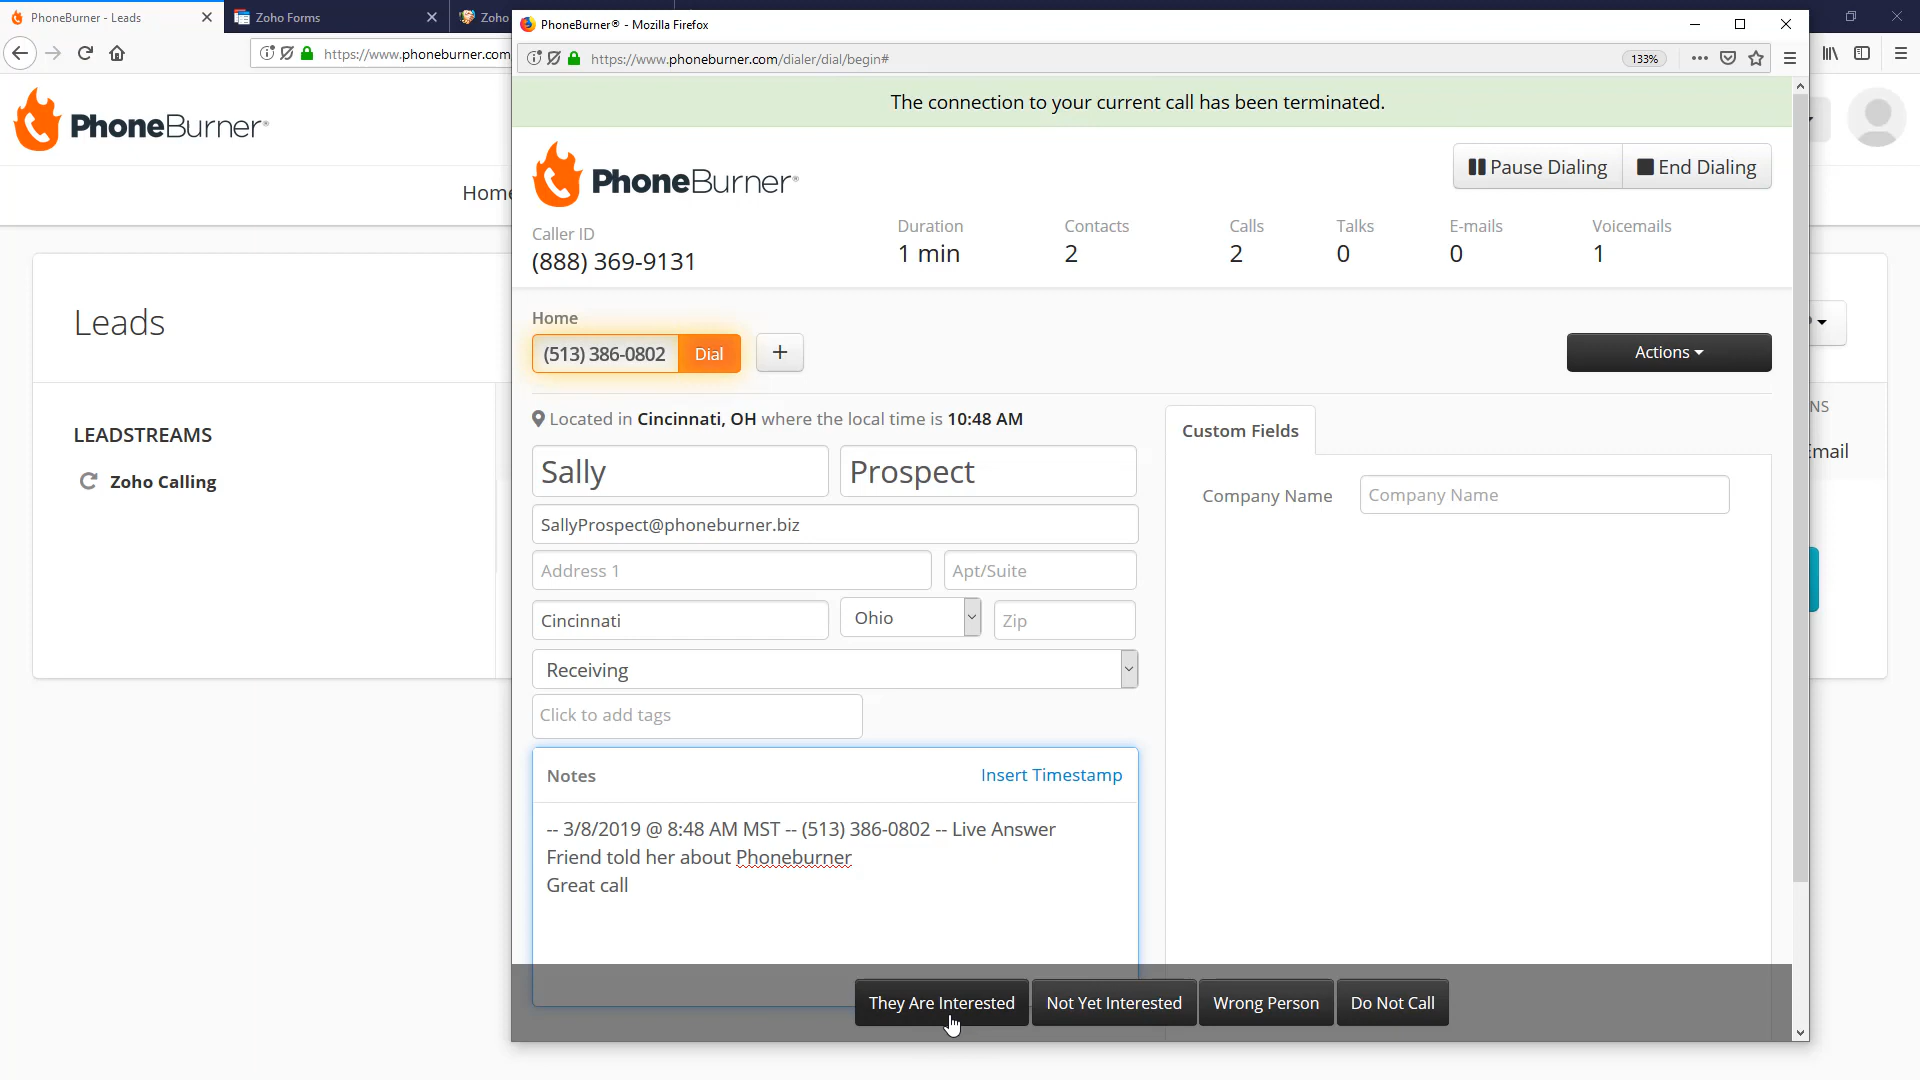 PhoneBurner - Leads
Zoho Forms
Zoho
PhoneBurner® - Mozilla Firefox
https://www.phoneburner.com
https://www.phoneburner.com/dialer/dial/begin#
133%
The connection to your current call has been terminated.
PhoneBurner®
PhoneBurner®
Pause Dialing
End Dialing
Home
Caller ID
(888) 369-9131
Duration
1 min
Contacts
2
Calls
2
Talks
0
E-mails
0
Voicemails
1
Leads
LEADSTREAMS
Zoho Calling
Home
(513) 386-0802
Dial
+
Actions
Located in Cincinnati, OH where the local time is 10:48 AM
Sally
Prospect
SallyProspect@phoneburner.biz
Address 1
Apt/Suite
Cincinnati
Ohio
Zip
Receiving
Click to add tags
Custom Fields
Company Name
Company Name
NS
Email
Notes
Insert Timestamp
-- 3/8/2019 @ 8:48 AM MST -- (513) 386-0802 -- Live Answer
Friend told her about Phoneburner
Great call
They Are Interested
Not Yet Interested
Wrong Person
Do Not Call